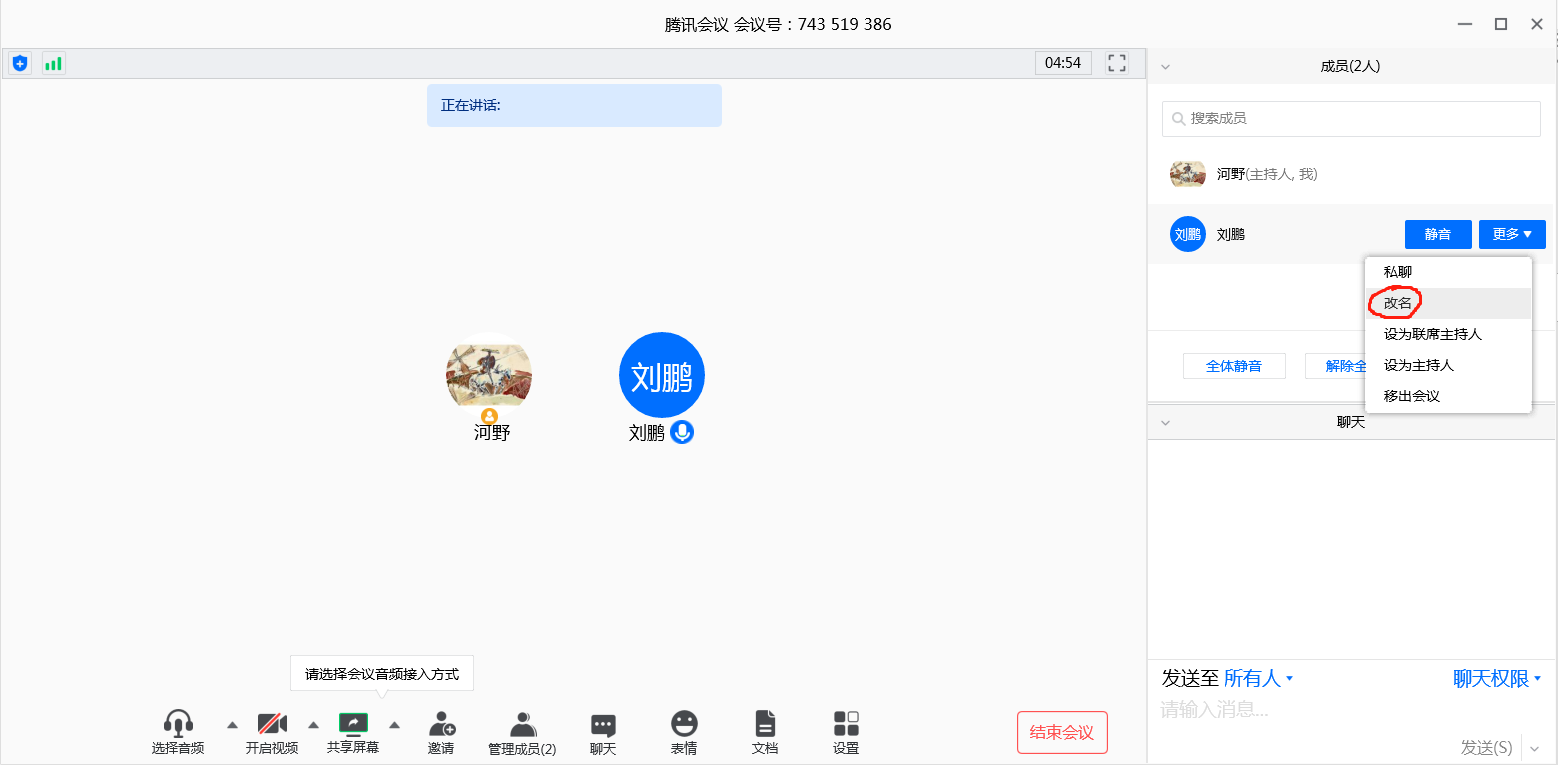 腾讯会议 会议号：743 519 386
04:54
正在讲话:
成员(2人)
搜索成员
河野(主持人, 我)
刘鹏 刘鹏 静音 更多
私聊
改名
设为联席主持人
设为主持人
移出会议
全体静音 解除全
聊天
刘鹏
河野 刘鹏
请选择会议音频接入方式
选择音频 开启视频 共享屏幕 邀请 管理成员(2) 聊天 表情 文档 设置
结束会议
发送至 所有人 聊天权限
请输入消息...
发送(S)